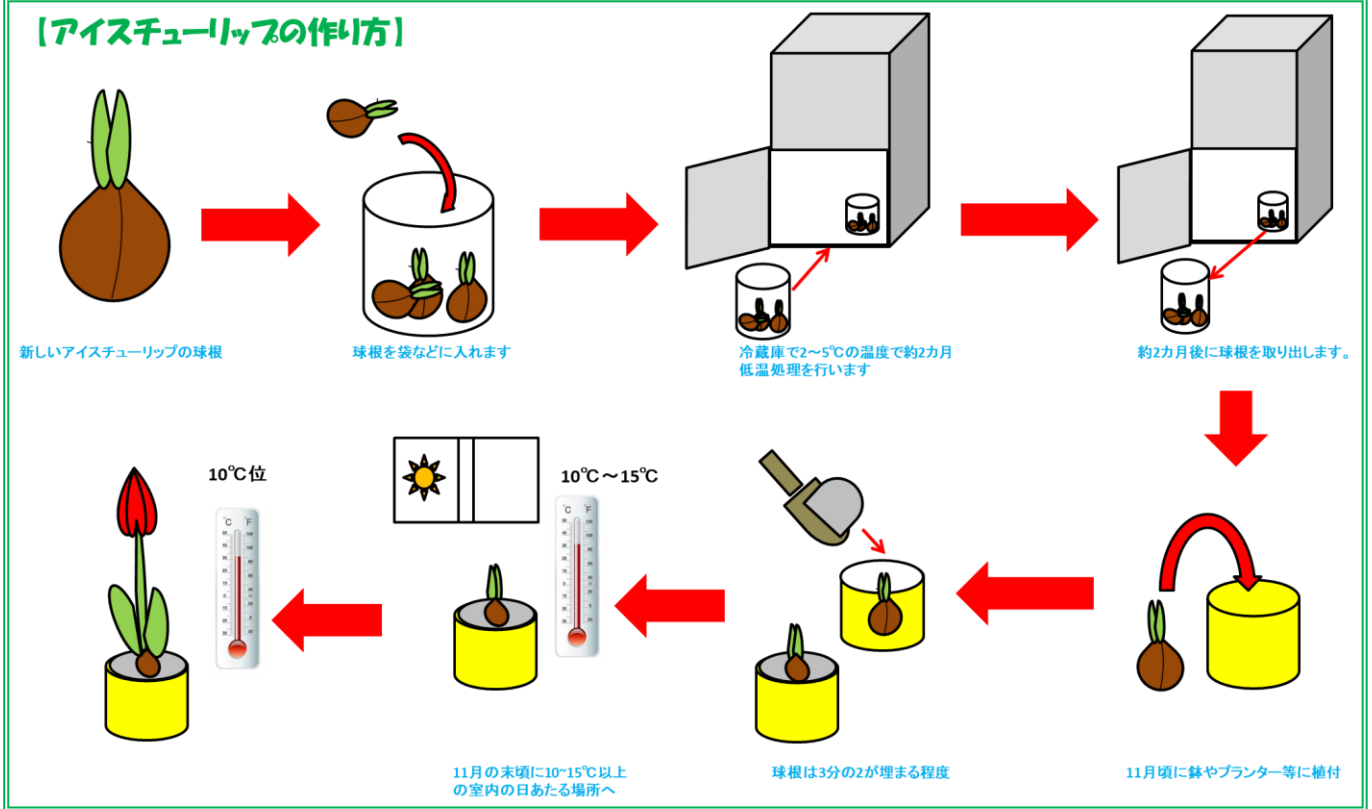 【アイスチューリップの作り方】
新しいアイスチューリップの球根
球根を袋などに入れます
冷蔵庫で2～5℃の温度で約2カ月
低温処理を行います
約2カ月後に球根を取り出します。
11月頃に鉢やプランター等に植付
球根は3分の2が埋まる程度
10℃～15℃
℃ ℉
11月の末頃に10~15℃以上
の室内の日あたる場所へ
10℃位
℃ ℉